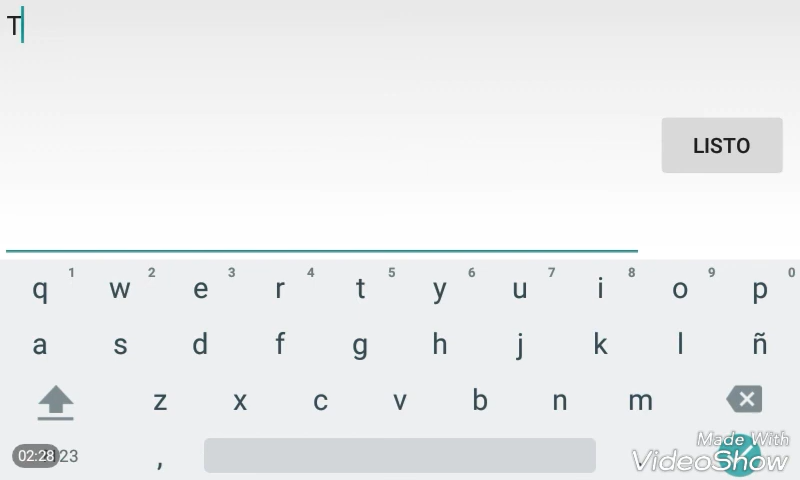 T
LISTO
1 2 3 4 5 6 7 8 9 0
q w e r t y u i o p
a s d f g h j k l ñ
z x c v b n m
02:28 23 , .
Made With
VideoShow